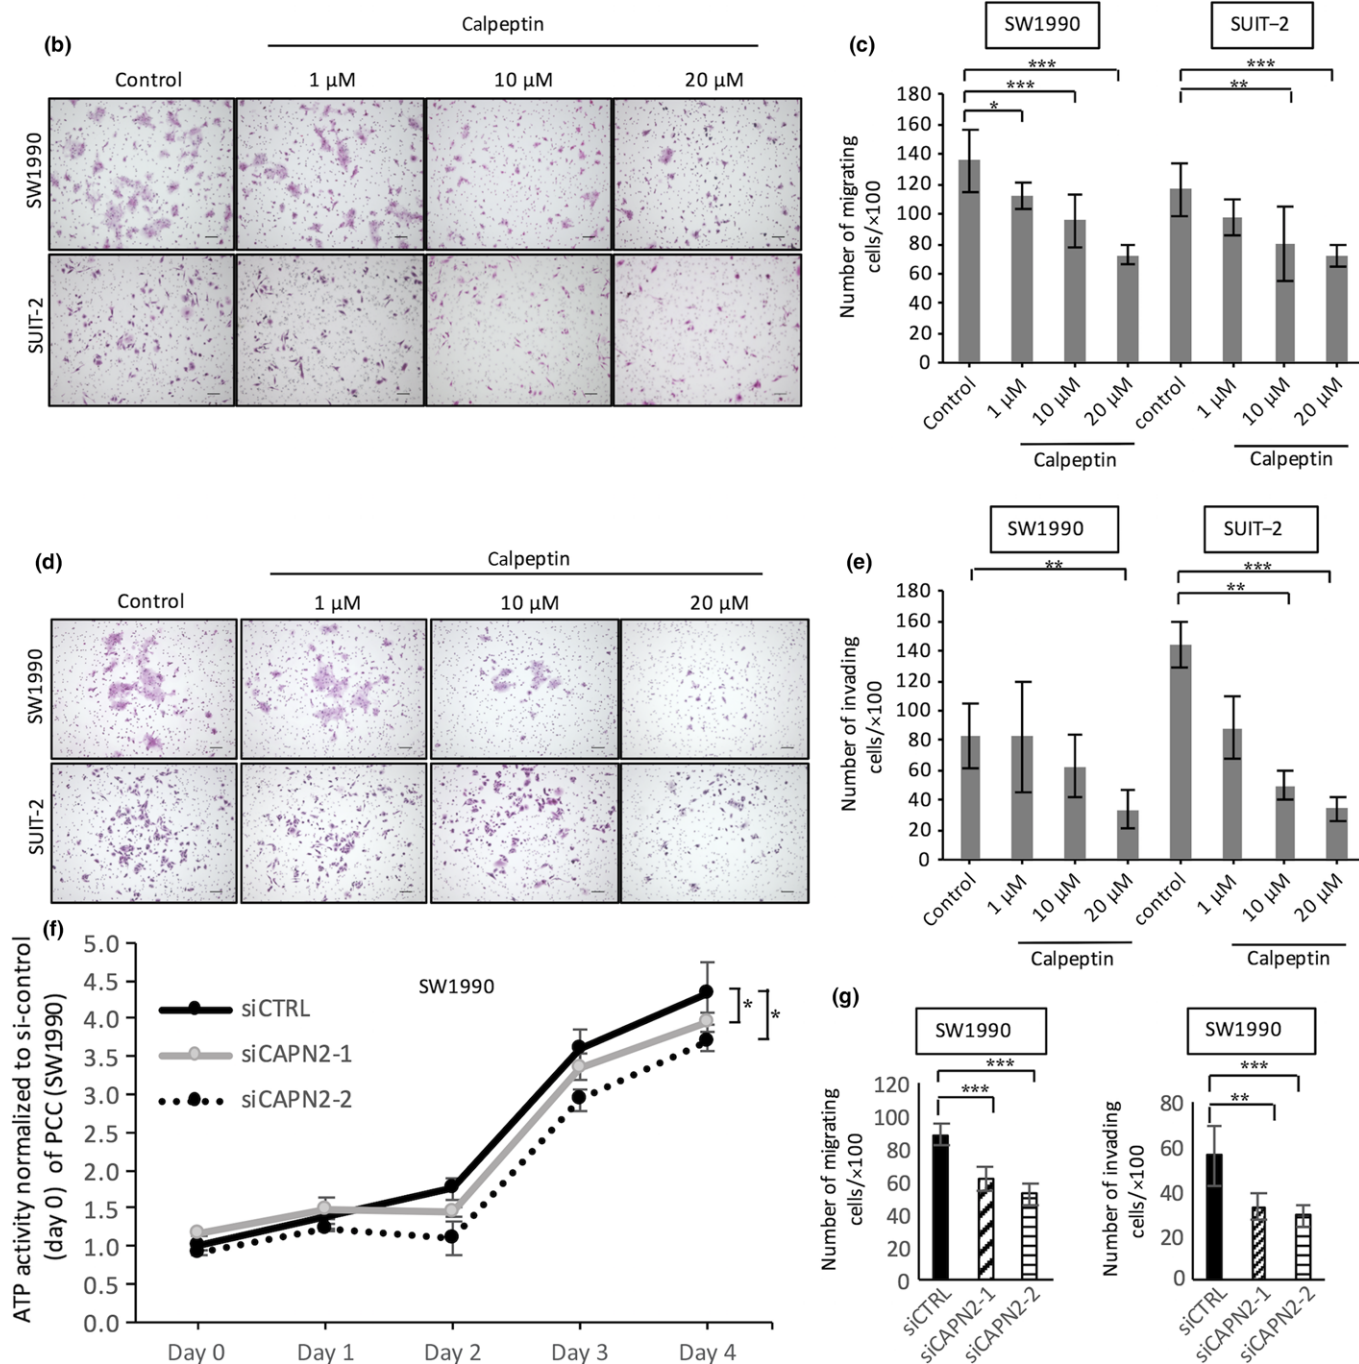 (b)
Calpeptin
Control 1 µM 10 µM 20 µM
SW1990
SUIT-2
(c)
SW1990 SUIT–2
*** ***
*** **
*
Number of migrating
cells/×100
180
160
140
120
100
80
60
40
20
0
Control 1 µM 10 µM 20 µM control 1 µM 10 µM 20 µM
Calpeptin Calpeptin
(d)
Calpeptin
Control 1 µM 10 µM 20 µM
SW1990
SUIT-2
(e)
SW1990 SUIT–2
** ***
**
Number of invading
cells/×100
180
160
140
120
100
80
60
40
20
0
Control 1 µM 10 µM 20 µM control 1 µM 10 µM 20 µM
Calpeptin Calpeptin
(f)
ATP activity normalized to si-control
(day 0) of PCC (SW1990)
5.0
4.5
4.0
3.5
3.0
2.5
2.0
1.5
1.0
0.5
0.0
SW1990
siCTRL
siCAPN2-1
siCAPN2-2
* *
Day 0 Day 1 Day 2 Day 3 Day 4
(g)
SW1990
***
***
Number of migrating
cells/×100
120
100
80
60
40
20
0
siCTRL siCAPN2-1 siCAPN2-2
SW1990
***
**
Number of invading
cells/×100
80
60
40
20
0
siCTRL siCAPN2-1 siCAPN2-2